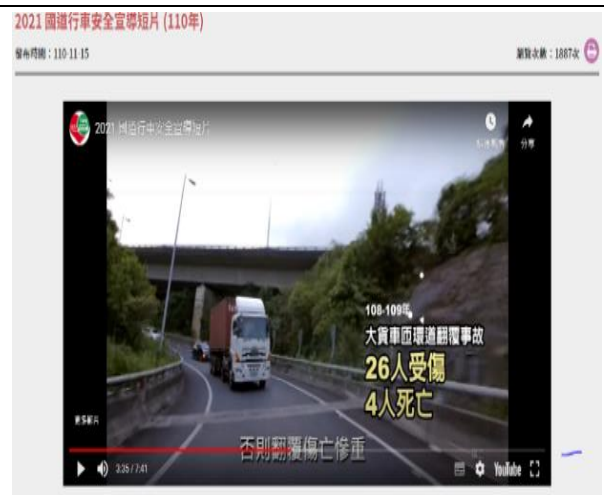 2021 國道行車安全宣導短片 (110年)
發布時間：110-11-15
瀏覽次數：1887次
2021 國道行車安全宣導短片
分享
108-109年
大貨車匝環道翻覆事故
26人受傷
4人死亡
更多影片
否則翻覆傷亡慘重
3:35 / 7:41
YouTube